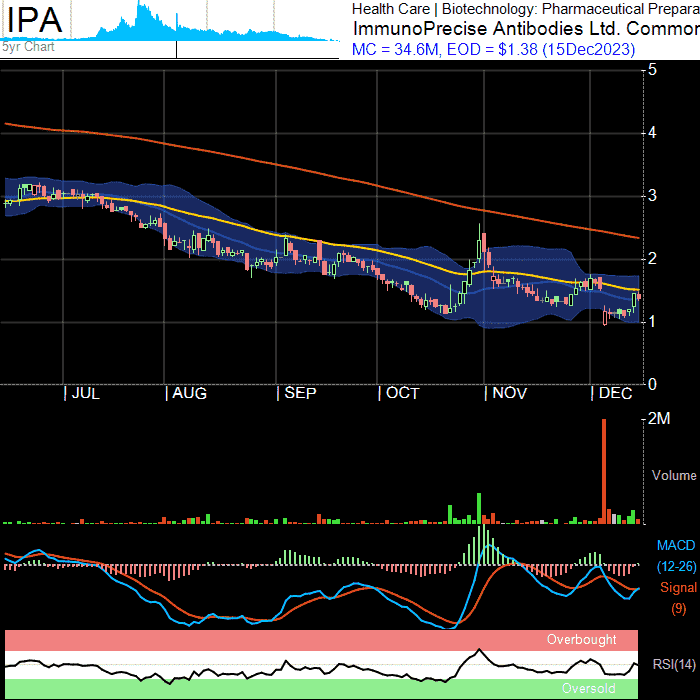 IPA
5yr Chart
Health Care | Biotechnology: Pharmaceutical Prepara
ImmunoPrecise Antibodies Ltd. Common
MC = 34.6M, EOD = $1.38 (15Dec2023)
5
4
3
2
1
0
| JUL | AUG | SEP | OCT | NOV | DEC
2M
Volume
MACD
(12-26)
Signal
(9)
Overbought
RSI(14)
Oversold